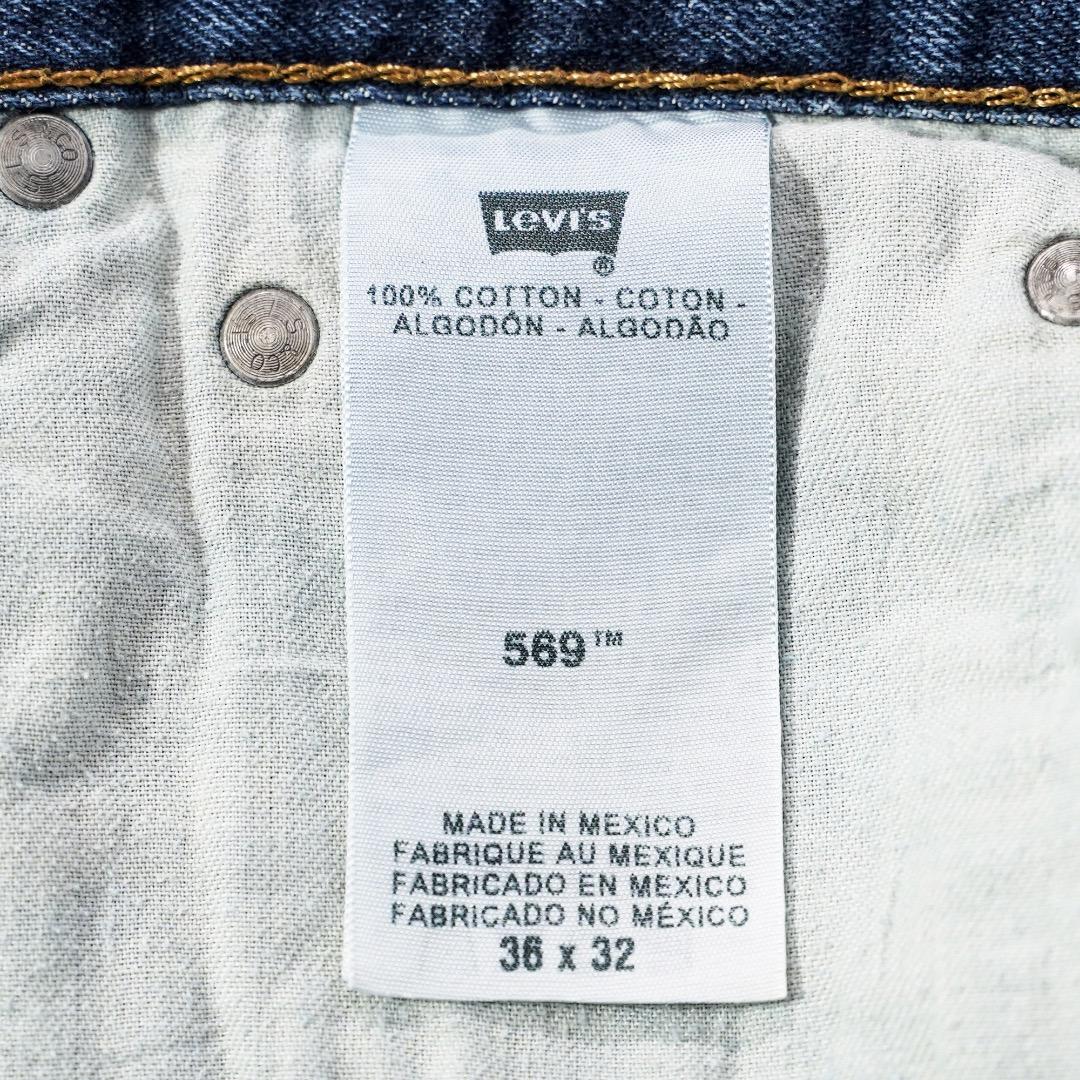 Levi's
®
100% COTTON - COTON -
ALGODÓN - ALGODÃO
569™
MADE IN MEXICO
FABRIQUE AU MEXIQUE
FABRICADO EN MEXICO
FABRICADO NO MÉXICO
36 x 32